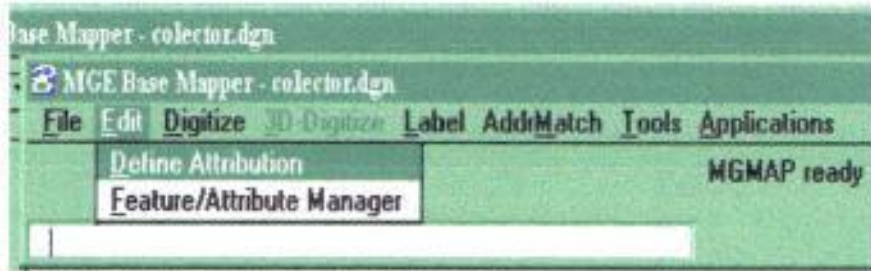 Base Mapper - colector.dgn
MGE Base Mapper - colector.dgn
File Edit Digitize 3D-Digitize Label AddrMatch Tools Applications
Define Attribution
MGMAP ready
Feature/Attribute Manager